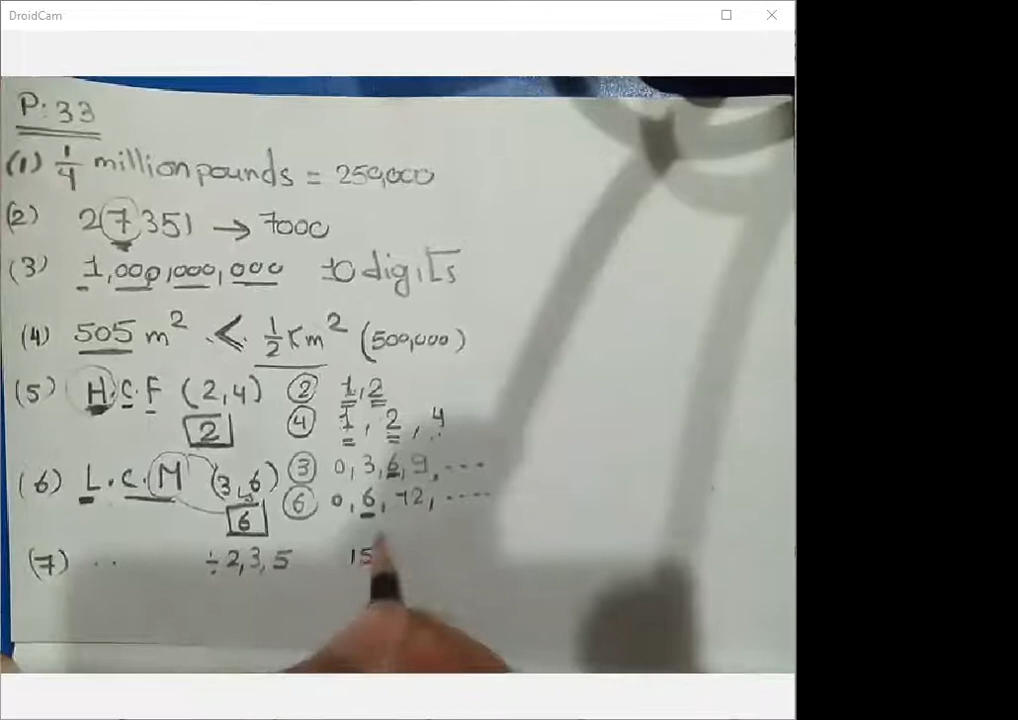 DroidCam
P: 33
(1) 1/4 million pounds = 250,000
(2) 27351 → 7000
(3) 1,000,000,000 10 digits
(4) 505 m² < 1/2 Km² (500,000)
(5) H.C.F (2,4) 2 1,2
2 4 1, 2, 4
(6) L.C.M (3,6) 3 0,3,6,9, ----
6 6 0, 6, 12, ----
(7) .. ÷2,3,5 15